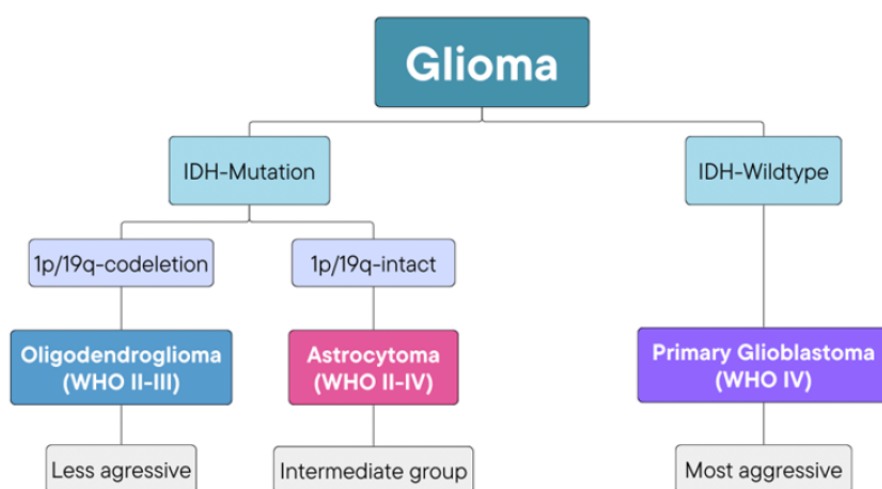 Glioma
IDH-Mutation
IDH-Wildtype
1p/19q-codeletion
1p/19q-intact
Oligodendroglioma
(WHO II-III)
Astrocytoma
(WHO II-IV)
Primary Glioblastoma
(WHO IV)
Less agressive
Intermediate group
Most aggressive